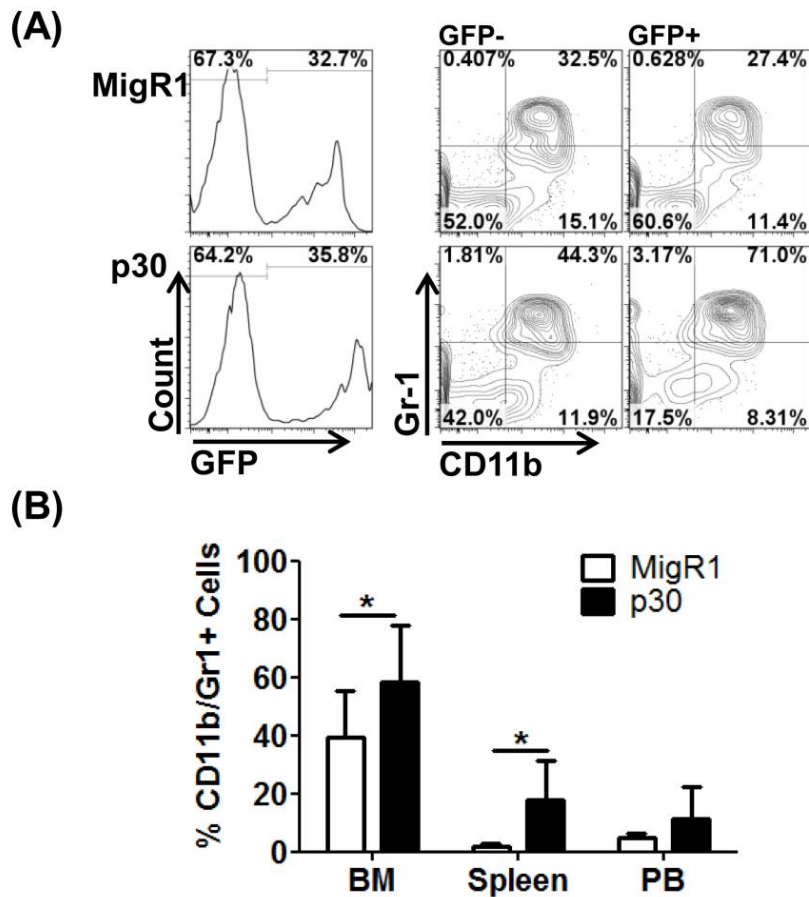 (A)
GFP- GFP+
67.3% 32.7% 0.407% 32.5% 0.628% 27.4%
MigR1
52.0% 15.1% 60.6% 11.4%
64.2% 35.8% 1.81% 44.3% 3.17% 71.0%
p30
Count
Gr-1
42.0% 11.9% 17.5% 8.31%
GFP CD11b
(B)
% CD11b/Gr1+ Cells
100
80
60
40
20
0
MigR1
p30
* *
BM Spleen PB